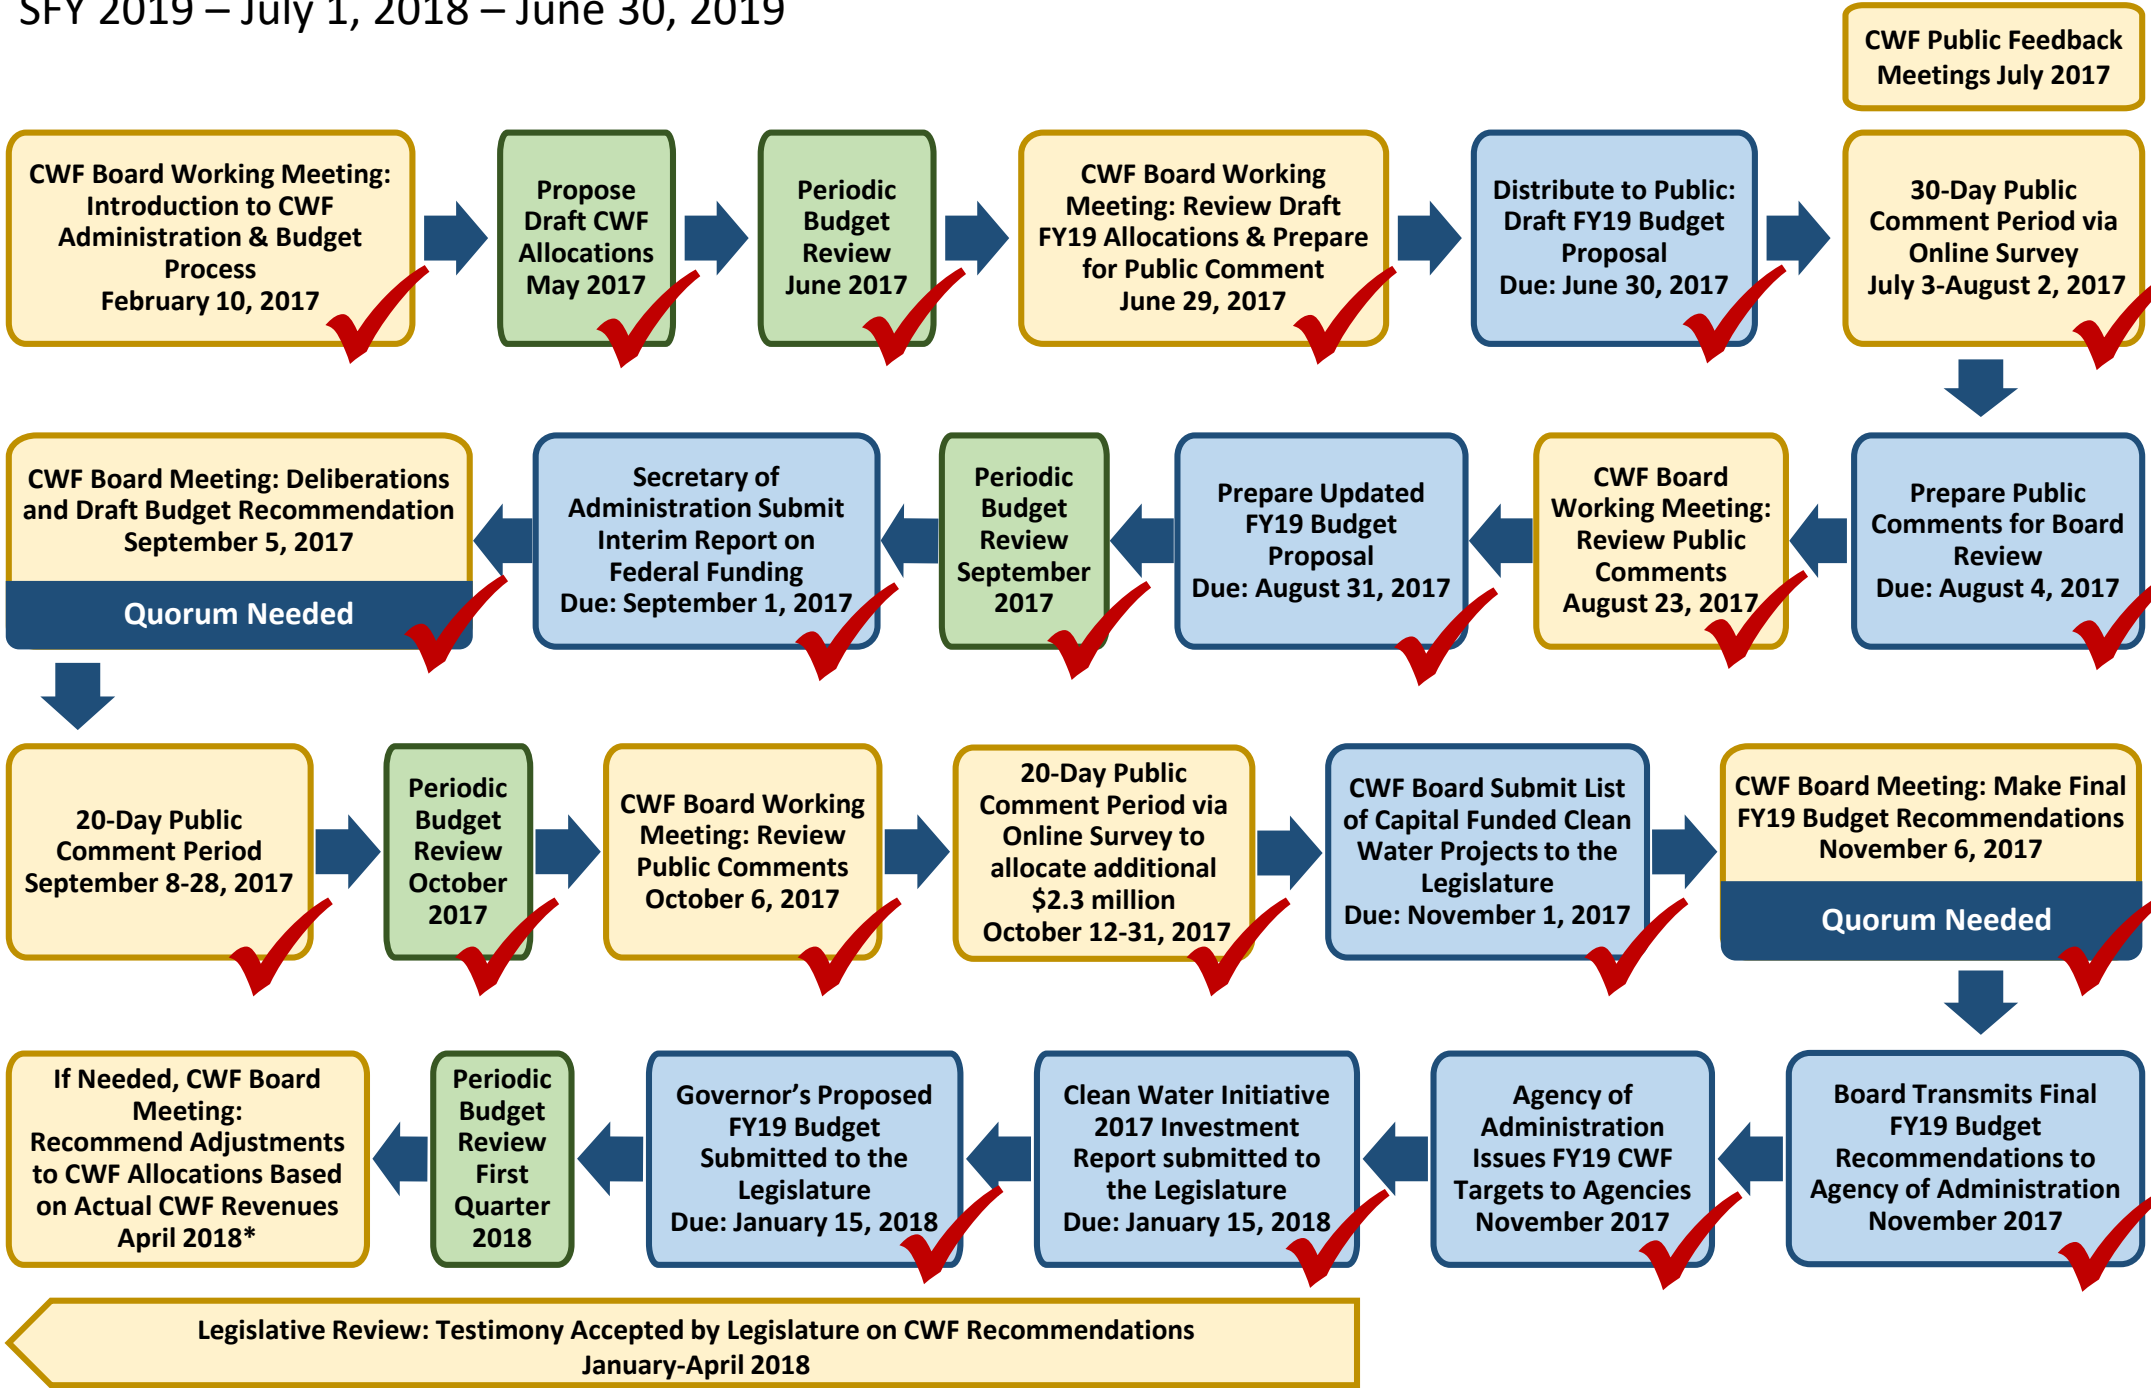 SFY 2019 – July 1, 2018 – June 30, 2019
CWF Public Feedback
Meetings July 2017
CWF Board Working Meeting:
Introduction to CWF
Administration & Budget
Process
February 10, 2017
Propose
Draft CWF
Allocations
May 2017
Periodic
Budget
Review
June 2017
CWF Board Working
Meeting: Review Draft
FY19 Allocations & Prepare
for Public Comment
June 29, 2017
Distribute to Public:
Draft FY19 Budget
Proposal
Due: June 30, 2017
30-Day Public
Comment Period via
Online Survey
July 3-August 2, 2017
Prepare Public
Comments for Board
Review
Due: August 4, 2017
CWF Board
Working Meeting:
Review Public
Comments
August 23, 2017
Prepare Updated
FY19 Budget
Proposal
Due: August 31, 2017
Periodic
Budget
Review
September
2017
Secretary of
Administration Submit
Interim Report on
Federal Funding
Due: September 1, 2017
CWF Board Meeting: Deliberations
and Draft Budget Recommendation
September 5, 2017
Quorum Needed
20-Day Public
Comment Period
September 8-28, 2017
Periodic
Budget
Review
October
2017
CWF Board Working
Meeting: Review
Public Comments
October 6, 2017
20-Day Public
Comment Period via
Online Survey to
allocate additional
$2.3 million
October 12-31, 2017
CWF Board Submit List
of Capital Funded Clean
Water Projects to the
Legislature
Due: November 1, 2017
CWF Board Meeting: Make Final
FY19 Budget Recommendations
November 6, 2017
Quorum Needed
Board Transmits Final
FY19 Budget
Recommendations to
Agency of Administration
November 2017
Agency of
Administration
Issues FY19 CWF
Targets to Agencies
November 2017
Clean Water Initiative
2017 Investment
Report submitted to
the Legislature
Due: January 15, 2018
Governor’s Proposed
FY19 Budget
Submitted to the
Legislature
Due: January 15, 2018
Periodic
Budget
Review
First
Quarter
2018
If Needed, CWF Board
Meeting:
Recommend Adjustments
to CWF Allocations Based
on Actual CWF Revenues
April 2018*
Legislative Review: Testimony Accepted by Legislature on CWF Recommendations
January-April 2018